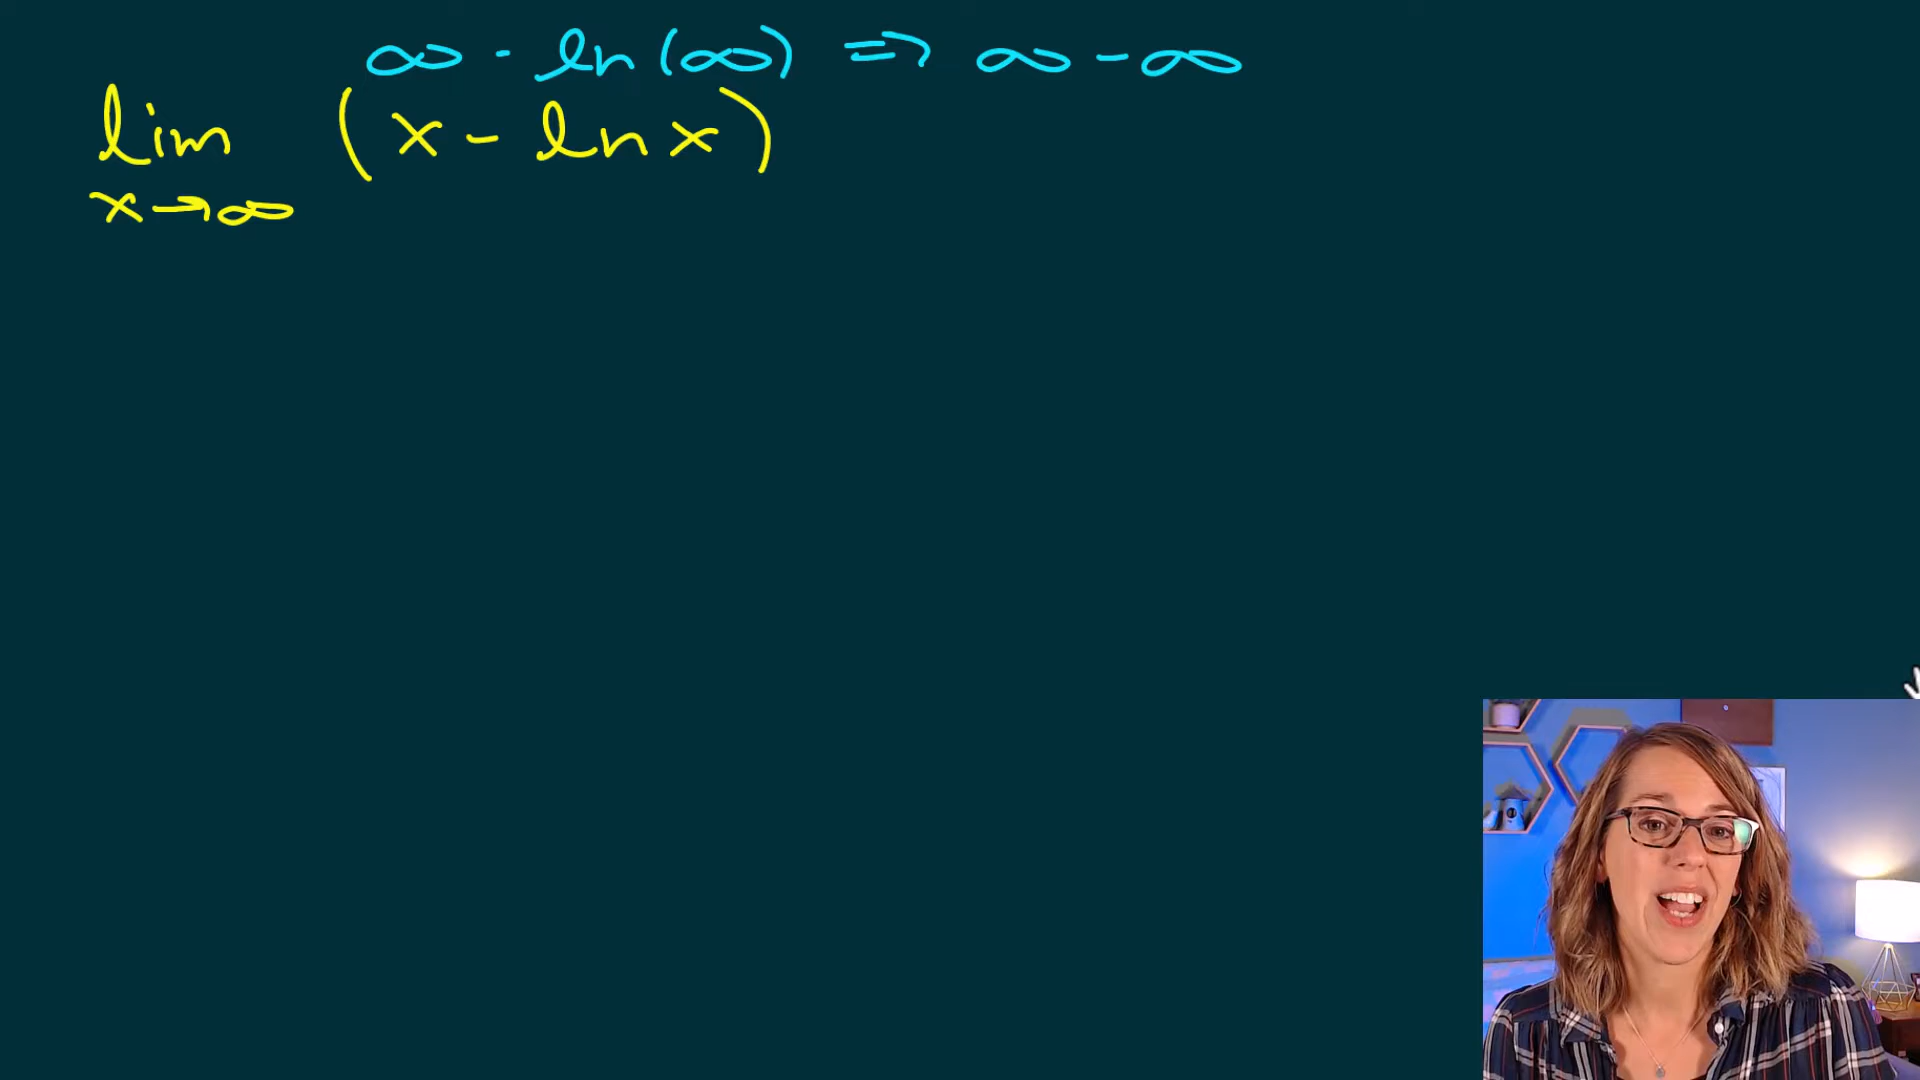 ∞ - ln(∞) => ∞ - ∞
lim (x - ln x)
x→∞